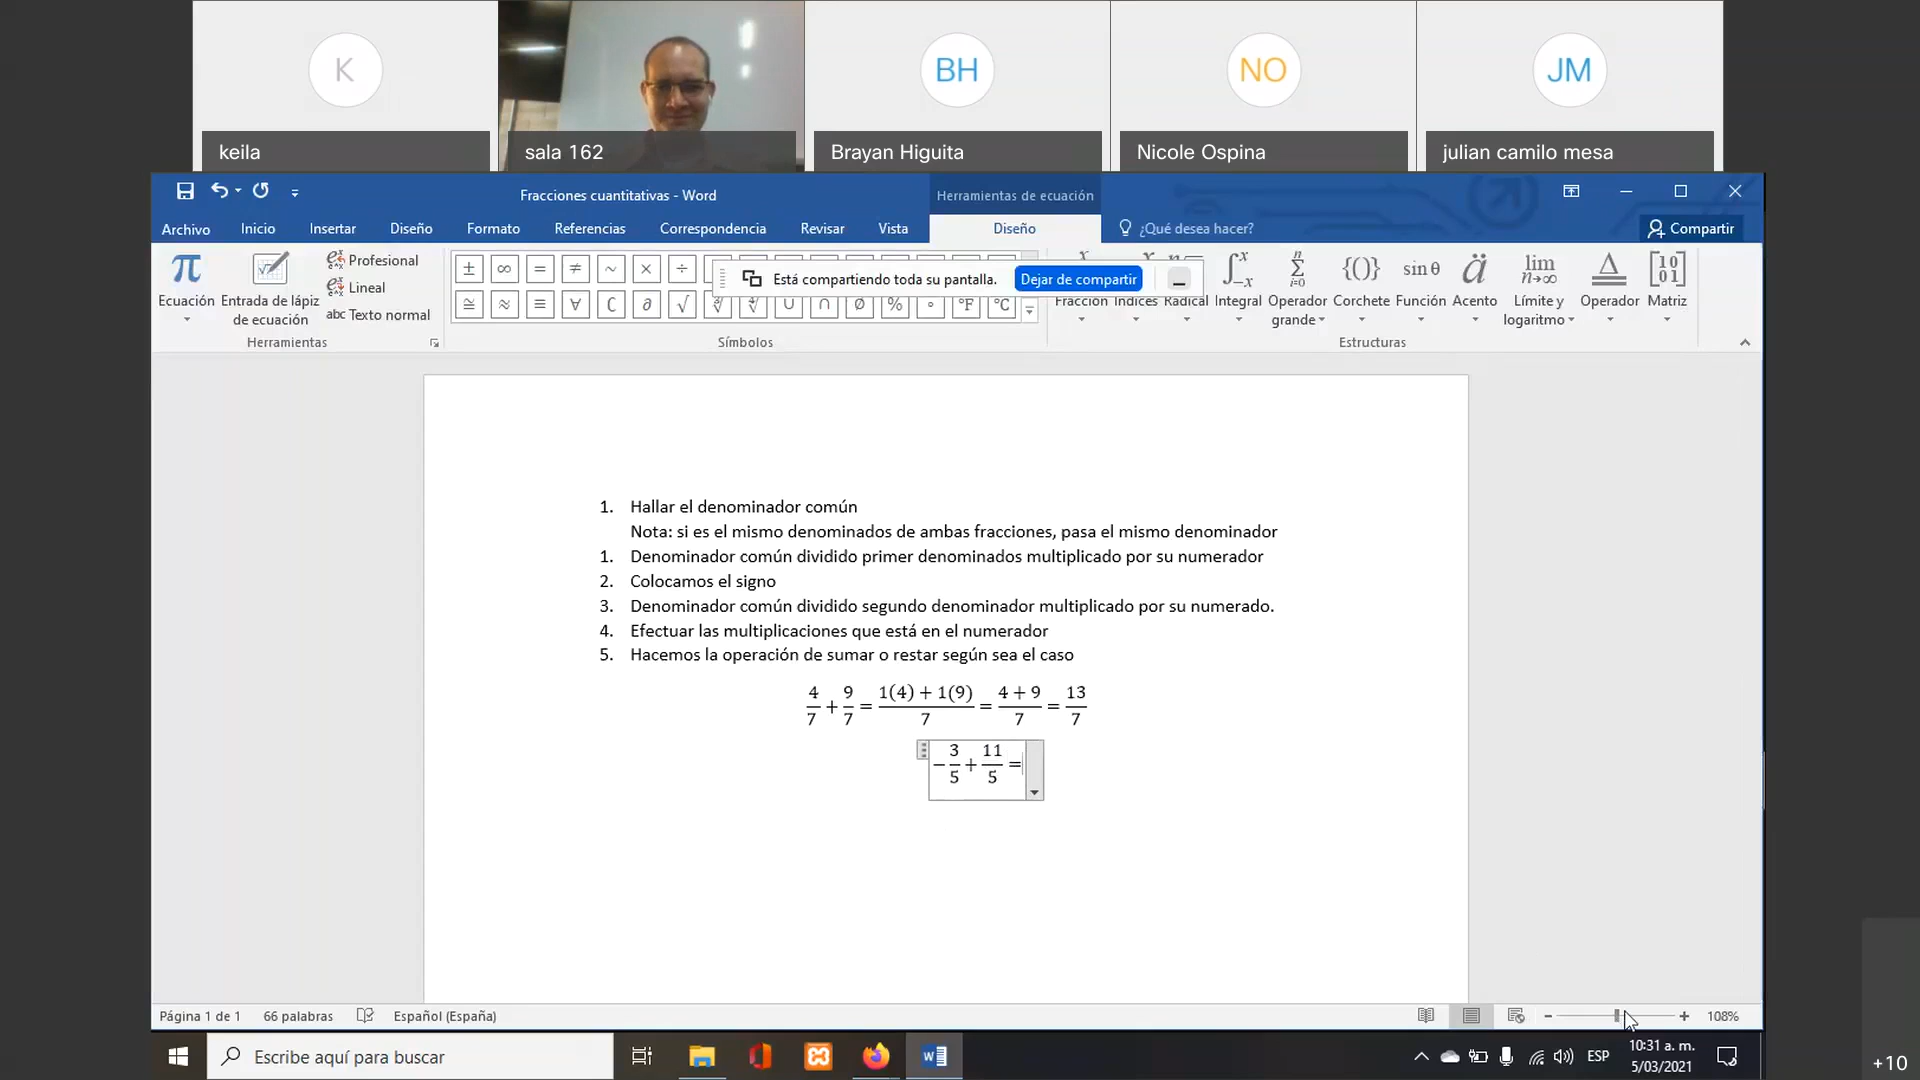 K
BH
NO
JM
keila
sala 162
Brayan Higuita
Nicole Ospina
julian camilo mesa
Fracciones cuantitativas - Word
Herramientas de ecuación
Archivo
Inicio
Insertar
Diseño
Formato
Referencias
Correspondencia
Revisar
Vista
Diseño
¿Qué desea hacer?
Compartir
Ecuación
Entrada de lápiz
de ecuación
Profesional
Lineal
abc Texto normal
Herramientas
± ∞ = ≠ ~ × ÷
≅ ≈ ≡ ∀ ∁ ∂ √ ∛ ∜ ∪ ∩ ∅ % ° °F °C
Símbolos
Está compartiendo toda su pantalla.
Dejar de compartir
Fracción
Índices
Radical
Integral
Operador
grande
Corchete
Función
Acento
Límite y
logaritmo
Operador
Matriz
Estructuras
1. Hallar el denominador común
Nota: si es el mismo denominados de ambas fracciones, pasa el mismo denominador
1. Denominador común dividido primer denominados multiplicado por su numerador
2. Colocamos el signo
3. Denominador común dividido segundo denominador multiplicado por su numerado.
4. Efectuar las multiplicaciones que está en el numerador
5. Hacemos la operación de sumar o restar según sea el caso
4/7 + 9/7 = 1(4) + 1(9)/7 = 4 + 9/7 = 13/7
−3/5 + 11/5 =
Página 1 de 1
66 palabras
Español (España)
108%
Escribe aquí para buscar
ESP
10:31 a. m.
5/03/2021
+10